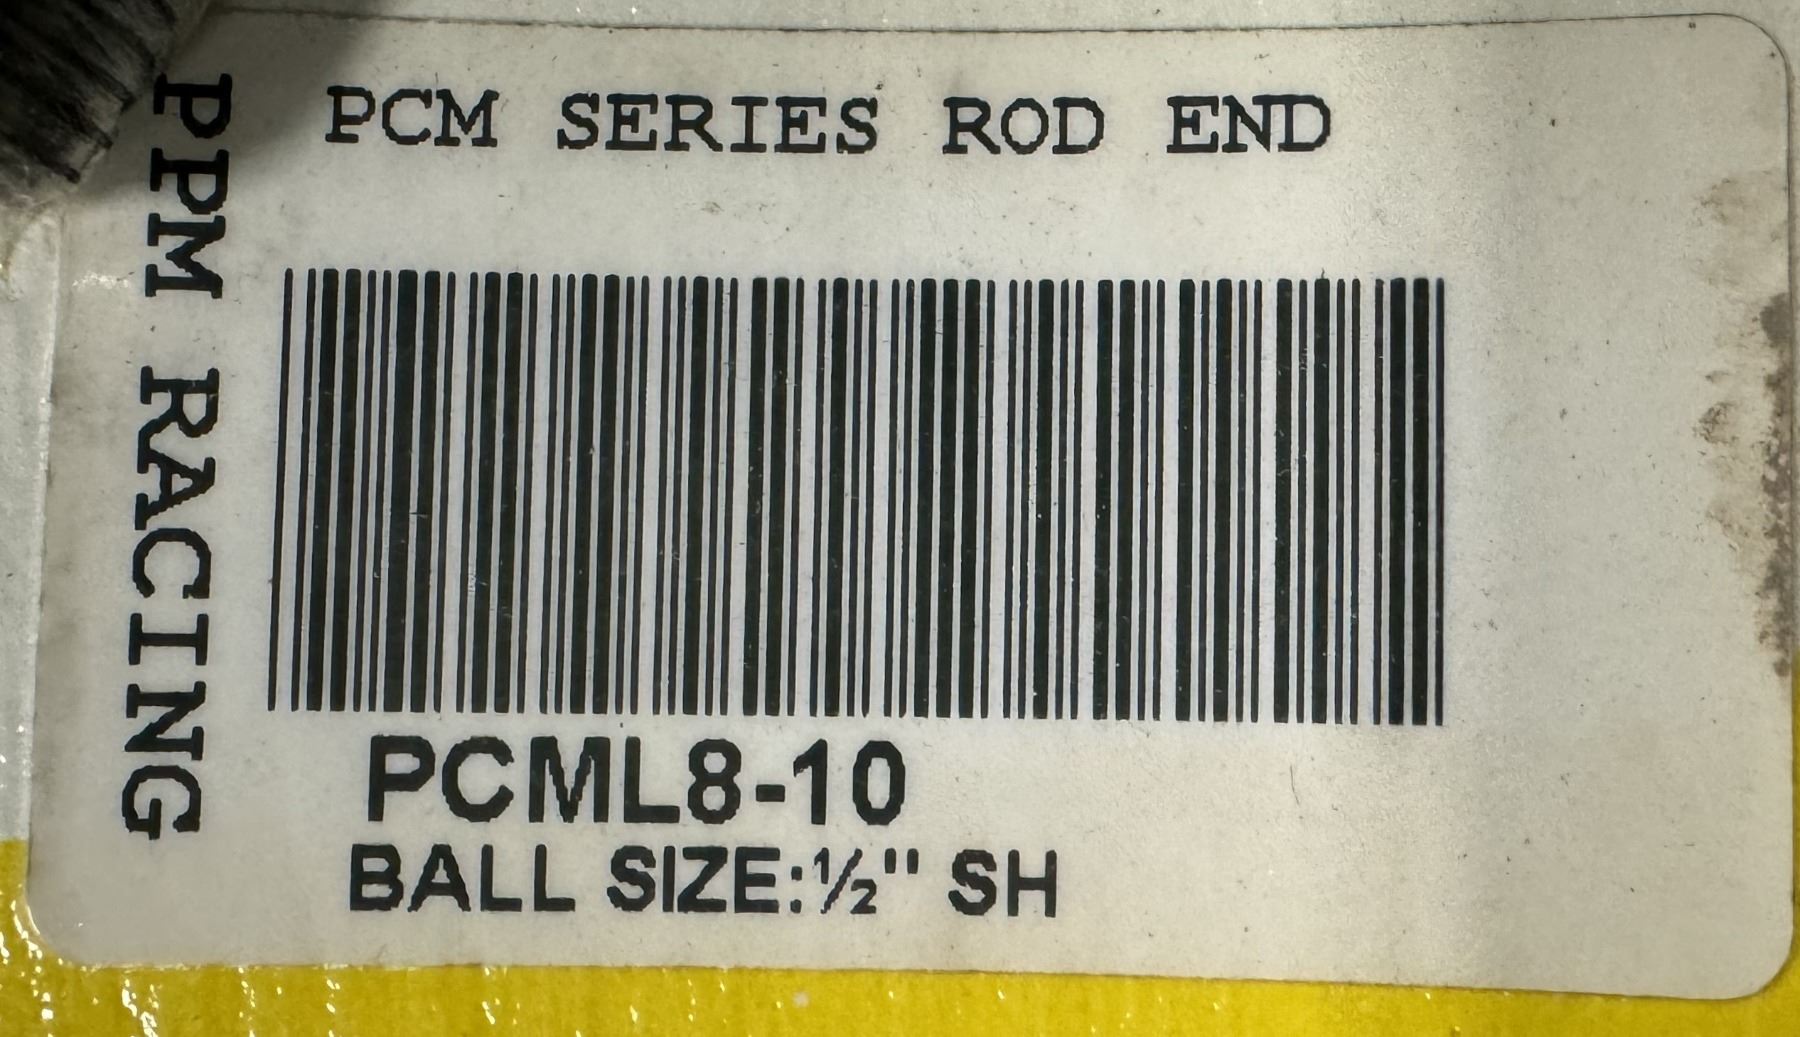 PCM SERIES ROD END
PPM RACING
PCML8-10
BALL SIZE:½" SH